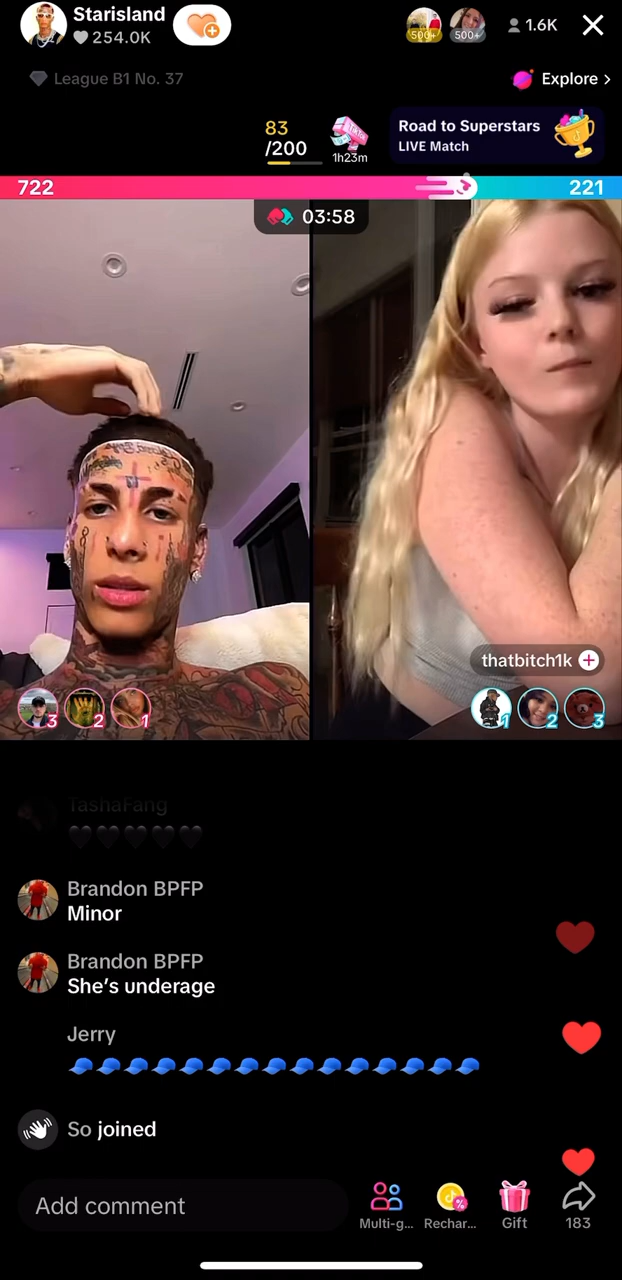 Starisland
254.0K
500+
500+
1.6K
League B1 No. 37
Explore >
83
/200
1h23m
Road to Superstars
LIVE Match
722
221
03:58
thatbitch1k
3
2
1
1
2
3
TashaFang
🖤🖤🖤🖤🖤
Brandon BPFP
Minor
Brandon BPFP
She's underage
Jerry
🧢🧢🧢🧢🧢🧢🧢🧢🧢🧢🧢🧢🧢🧢🧢
So joined
Add comment
Multi-g...
Rechar...
Gift
183